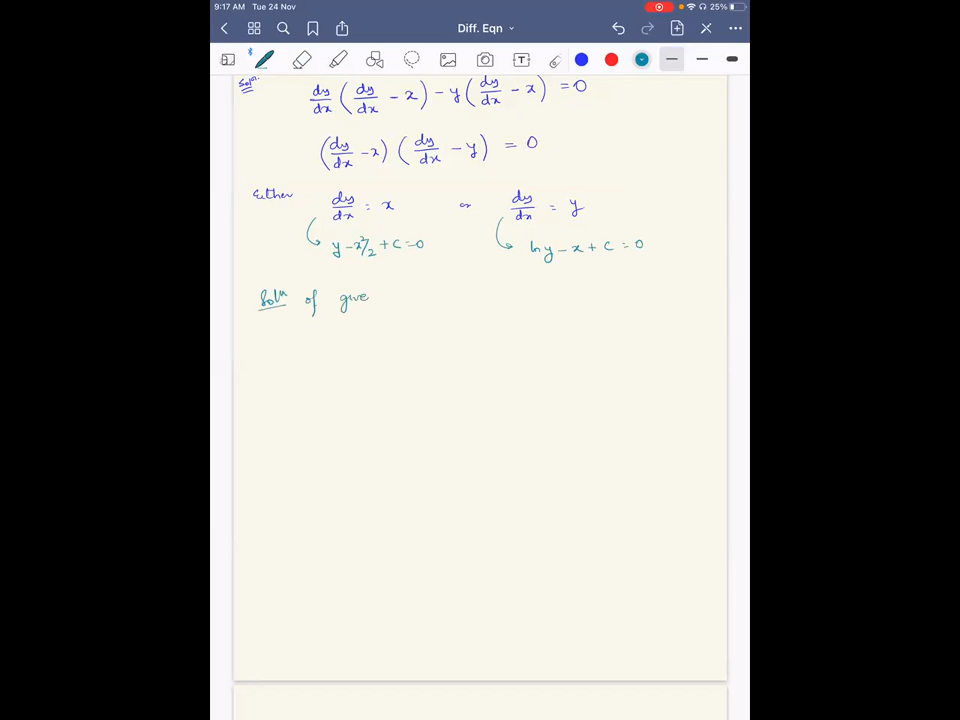 9:17 AM Tue 24 Nov 25%
Diff. Eqn
T
Soln.
dy/dx (dy/dx - x) - y (dy/dx - x) = 0
(dy/dx - x) (dy/dx - y) = 0
Either dy/dx = x or dy/dx = y
y - x²/2 + C = 0 ln y - x + C = 0
Soln of give